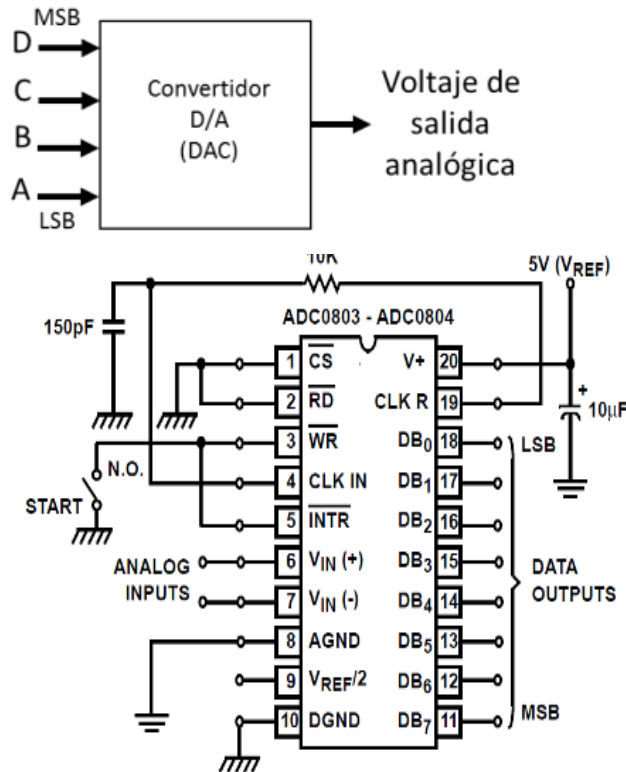 MSB
D
C
B
A
LSB
Convertidor
D/A
(DAC)
Voltaje de
salida
analógica
10K
5V (VREF)
150pF
ADC0803 - ADC0804
1 CS V+ 20
2 RD CLK R 19
+
10µF
3 WR DB0 18 LSB
N.O.
START
4 CLK IN DB1 17
5 INTR DB2 16
ANALOG
INPUTS
6 VIN (+) DB3 15
7 VIN (-) DB4 14
DATA
OUTPUTS
8 AGND DB5 13
9 VREF/2 DB6 12
10 DGND DB7 11 MSB